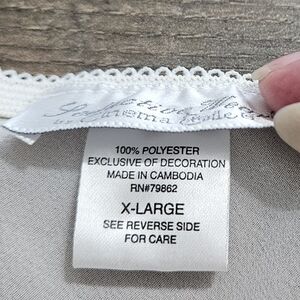 100% POLYESTER
EXCLUSIVE OF DECORATION
MADE IN CAMBODIA
RN#79862
X-LARGE
SEE REVERSE SIDE
FOR CARE